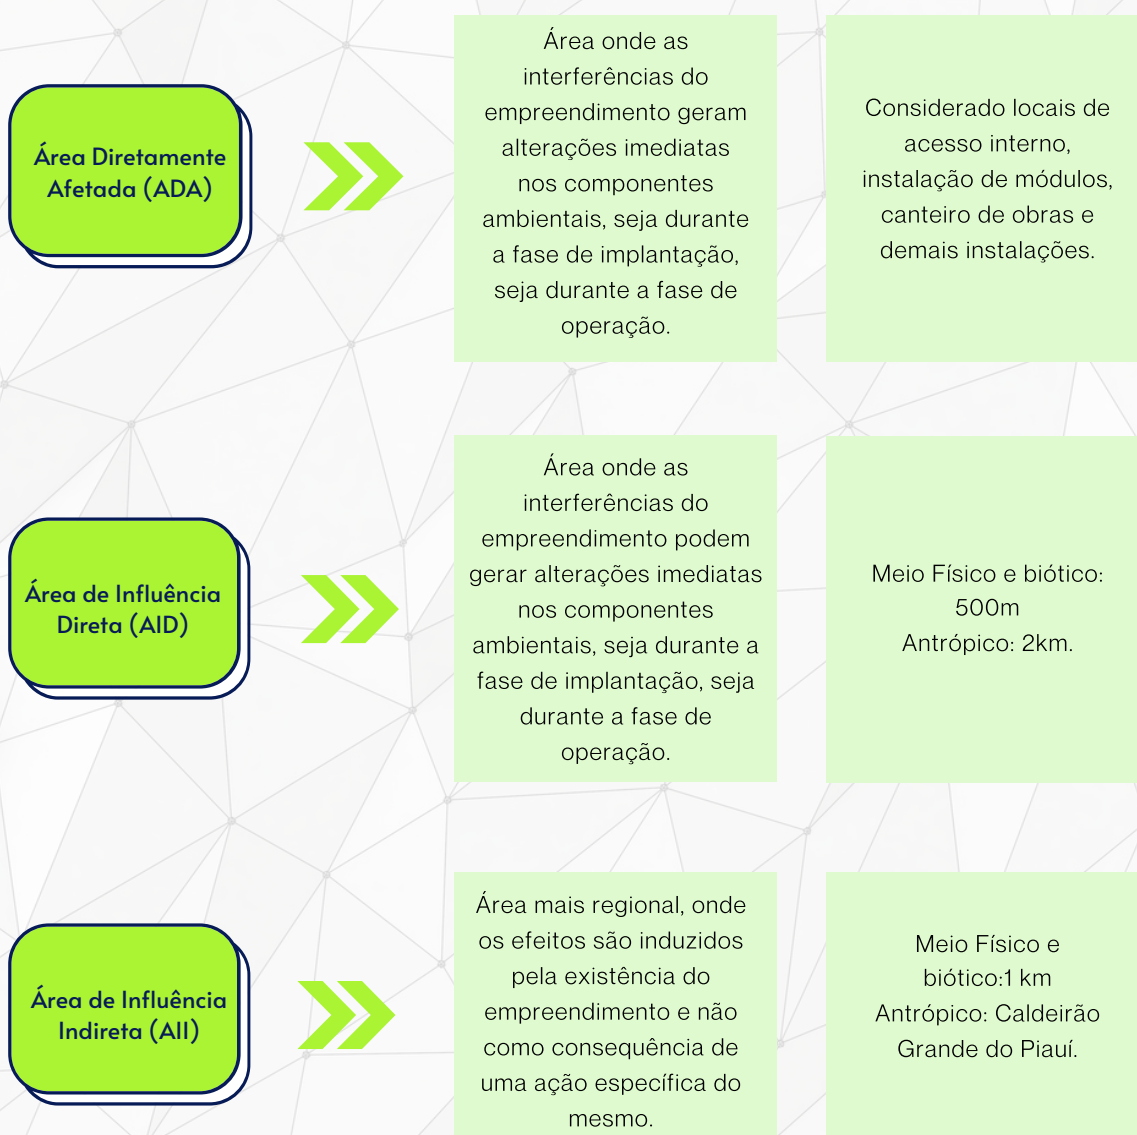 Área Diretamente
Afetada (ADA)
Área onde as
interferências do
empreendimento geram
alterações imediatas
nos componentes
ambientais, seja durante
a fase de implantação,
seja durante a fase de
operação.
Considerado locais de
acesso interno,
instalação de módulos,
canteiro de obras e
demais instalações.
Área de Influência
Direta (AID)
Área onde as
interferências do
empreendimento podem
gerar alterações imediatas
nos componentes
ambientais, seja durante a
fase de implantação, seja
durante a fase de
operação.
Meio Físico e biótico:
500m
Antrópico: 2km.
Área de Influência
Indireta (AII)
Área mais regional, onde
os efeitos são induzidos
pela existência do
empreendimento e não
como consequência de
uma ação específica do
mesmo.
Meio Físico e
biótico:1 km
Antrópico: Caldeirão
Grande do Piauí.